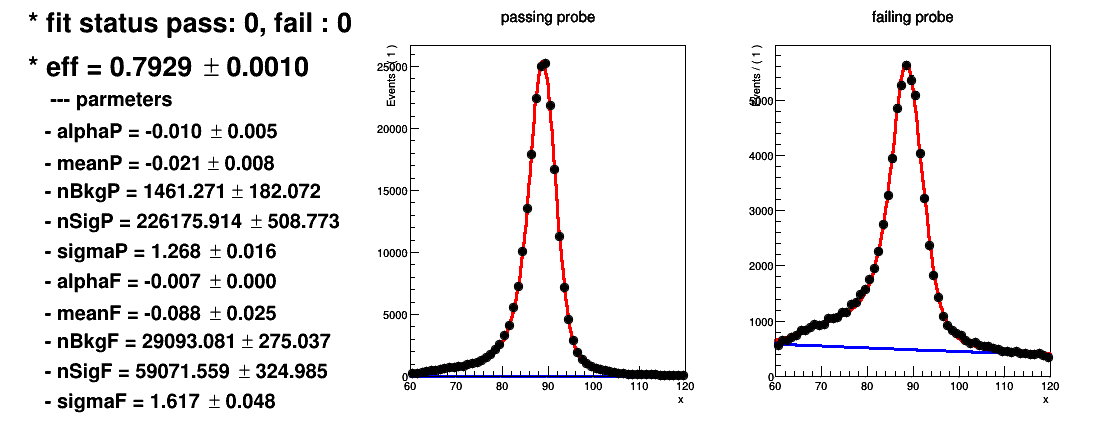 * fit status pass: 0, fail : 0
* eff = 0.7929 ± 0.0010
--- parmeters
- alphaP = -0.010 ± 0.005
- meanP = -0.021 ± 0.008
- nBkgP = 1461.271 ± 182.072
- nSigP = 226175.914 ± 508.773
- sigmaP = 1.268 ± 0.016
- alphaF = -0.007 ± 0.000
- meanF = -0.088 ± 0.025
- nBkgF = 29093.081 ± 275.037
- nSigF = 59071.559 ± 324.985
- sigmaF = 1.617 ± 0.048
passing probe
Events / ( 1 )
25000
20000
15000
10000
5000
0
60 70 80 90 100 110 120
x
failing probe
Events / ( 1 )
5000
4000
3000
2000
1000
0
60 70 80 90 100 110 120
x